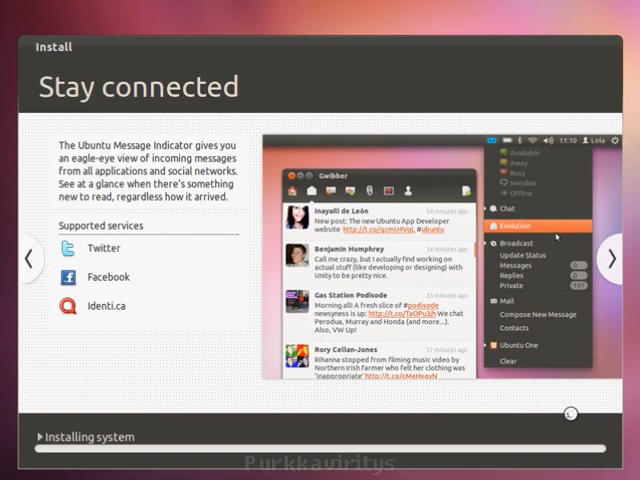 Install
Stay connected
The Ubuntu Message Indicator gives you
an eagle-eye view of incoming messages
from all applications and social networks.
See at a glance when there's something
new to read, regardless how it arrived.
Supported services
Twitter
Facebook
Identi.ca
11:10 Lola
Gwibber
Inayaili de León 54 minutes ago
New post: The new Ubuntu App Developer
website http://t.co/qcmU4VgL #ubuntu
Benjamin Humphrey 54 minutes ago
Call me crazy, but I actually find working on
actual stuff (like developing or designing) with
Unity to be pretty nice.
Gas Station Podisode 55 minutes ago
Morning all! A fresh slice of #podisode
newsyness is up: http://t.co/TaOPu3jh We chat
Perodua, Murray and Honda (and more...).
Also, VW Up!
Rory Cellan-Jones 57 minutes ago
Rihanna stopped from filming music video by
Northern Irish farmer who felt her clothing was
'inappropriate' http://t.co/cMeHxqyN
Available
Away
Busy
Invisible
Offline
Chat
Evolution
Broadcast
Update Status
Messages 0
Replies 0
Private 197
Mail
Compose New Message
Contacts
Ubuntu One
Clear
Installing system
Purkkaviritys